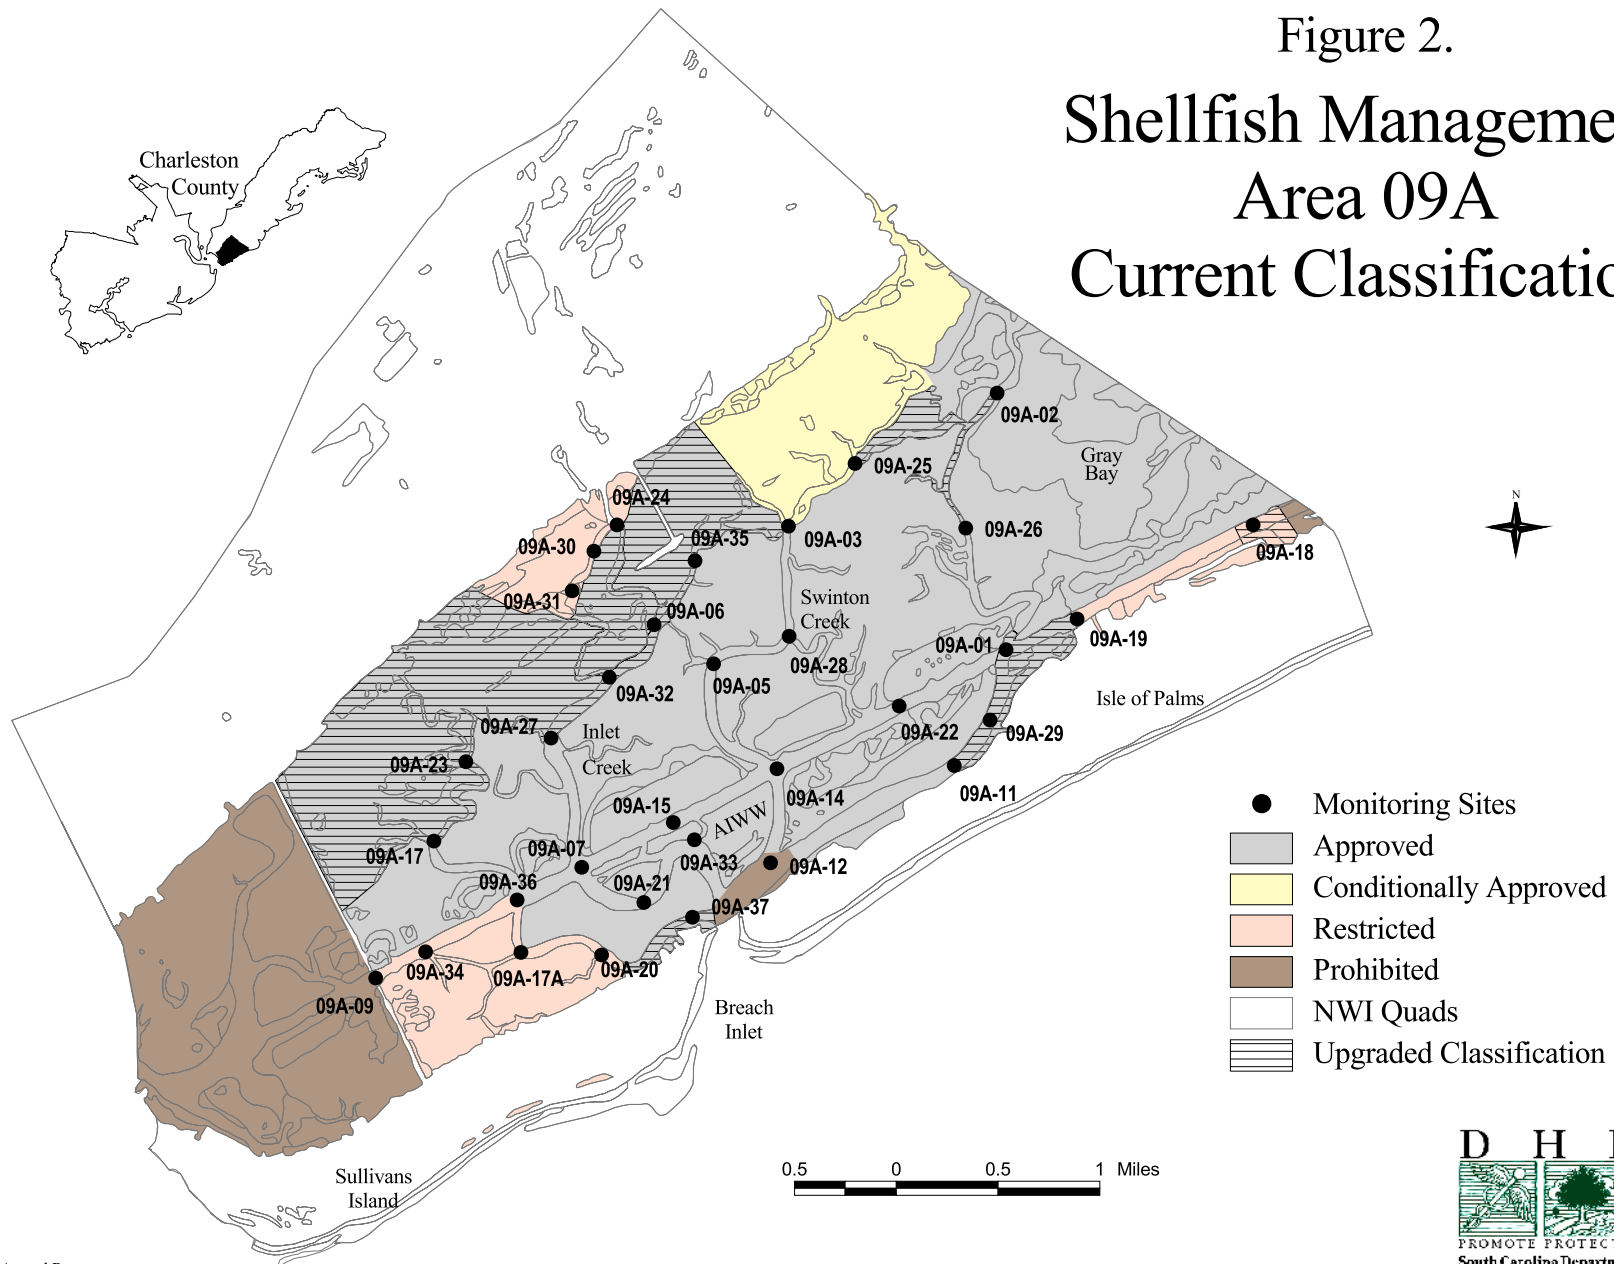 Figure 2.
Shellfish Manageme
Area 09A
Current Classificatio
Charleston
County
09A-02
Gray
Bay
09A-25
09A-24
09A-26
09A-03
09A-35
09A-30
09A-18
09A-31
09A-06
Swinton
Creek
09A-19
09A-01
09A-28
09A-05
09A-32
Isle of Palms
09A-27
Inlet
Creek
09A-22
09A-29
09A-23
09A-14
09A-11
09A-15
AIWW
09A-07
09A-17
09A-33
09A-12
09A-36
09A-21
09A-37
09A-20
09A-34
09A-17A
09A-09
Breach
Inlet
Sullivans
Island
N
Monitoring Sites
Approved
Conditionally Approved
Restricted
Prohibited
NWI Quads
Upgraded Classification
0.5 0 0.5 1 Miles
D H
PROMOTE PROTECT
South Carolina Departm